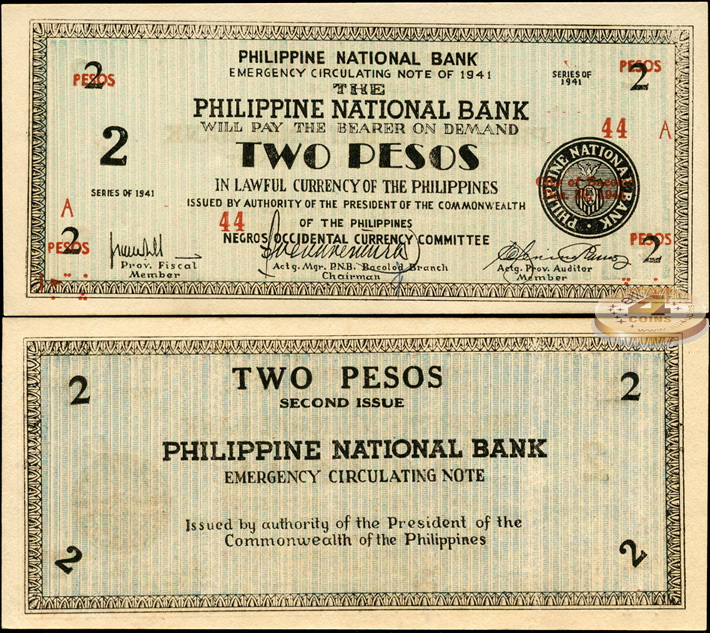 PHILIPPINE NATIONAL BANK
EMERGENCY CIRCULATING NOTE OF 1941
THE
PHILIPPINE NATIONAL BANK
WILL PAY THE BEARER ON DEMAND
TWO PESOS
IN LAWFUL CURRENCY OF THE PHILIPPINES
ISSUED BY AUTHORITY OF THE PRESIDENT OF THE COMMONWEALTH
OF THE PHILIPPINES
NEGROS OCCIDENTAL CURRENCY COMMITTEE
2 PESOS
SERIES OF
1941
2 PESOS
44 A
2
SERIES OF 1941
PHILIPPINE NATIONAL BANK
A
44
2 PESOS
2 PESOS
Prov. Fiscal
Member
Actg. Mgr. P.N.B. Bacolod Branch
Chairman
Actg. Prov. Auditor
Member
4
COINS
2
TWO PESOS
2
SECOND ISSUE
PHILIPPINE NATIONAL BANK
EMERGENCY CIRCULATING NOTE
Issued by authority of the President of the
Commonwealth of the Philippines
2
2